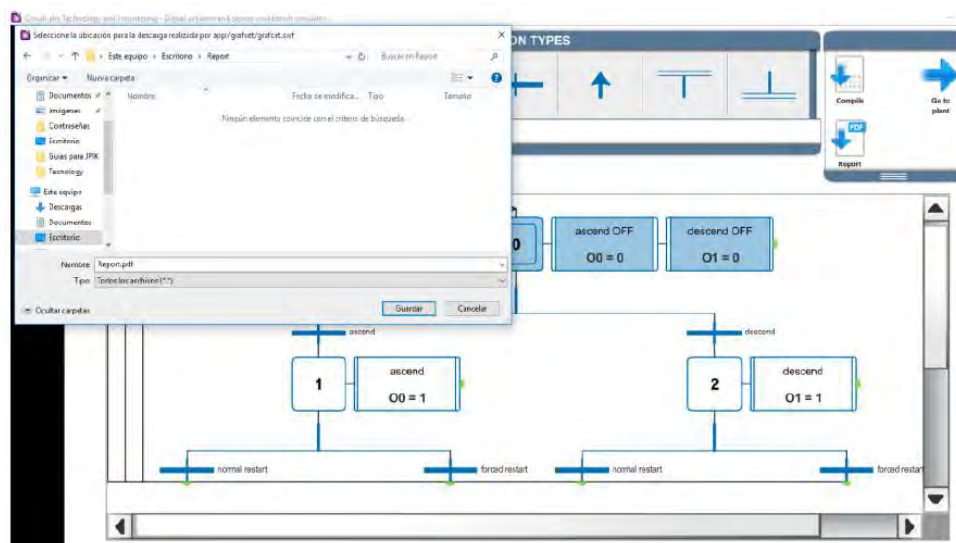 Seleccione la ubicación para la descarga realizada por app/grafcet/grafcet.swf
Este equipo > Escritorio > Report
Buscar en Report
Organizar
Nueva carpeta
Nombre
Fecha de modifica...
Tipo
Tamaño
Ningún elemento coincide con el criterio de búsqueda.
Documentos
Imágenes
Contraseñas
Escritorio
Guias para JPIK
Tecnology
Este equipo
Descargas
Documentos
Escritorio
Nombre Report.pdf
Tipo Todos los archivos (*.*)
Ocultar carpetas
Guardar
Cancelar
ON TYPES
Compile
Go to
plant
PDF
Report
0
ascend OFF
O0 = 0
descend OFF
O1 = 0
ascend
descend
1
ascend
O0 = 1
2
descend
O1 = 1
normal restart
forced restart
normal restart
forced restart